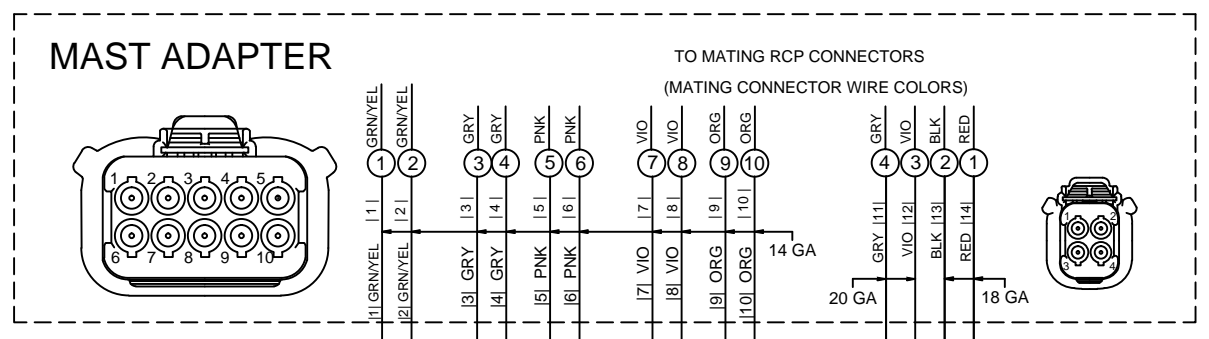 MAST ADAPTER
TO MATING RCP CONNECTORS
(MATING CONNECTOR WIRE COLORS)
GRN/YEL GRN/YEL GRY GRY PNK PNK VIO VIO ORG ORG GRY VIO BLK RED
1 2 3 4 5 6 7 8 9 10 4 3 2 1
|1| |2| |3| |4| |5| |6| |7| |8| |9| |10| GRY |11| VIO |12| BLK |13| RED |14|
|1| GRN/YEL |2| GRN/YEL |3| GRY |4| GRY |5| PNK |6| PNK |7| VIO |8| VIO |9| ORG |10| ORG
14 GA
20 GA
18 GA
1 2 3 4 5
6 7 8 9 10
1 2
3 4